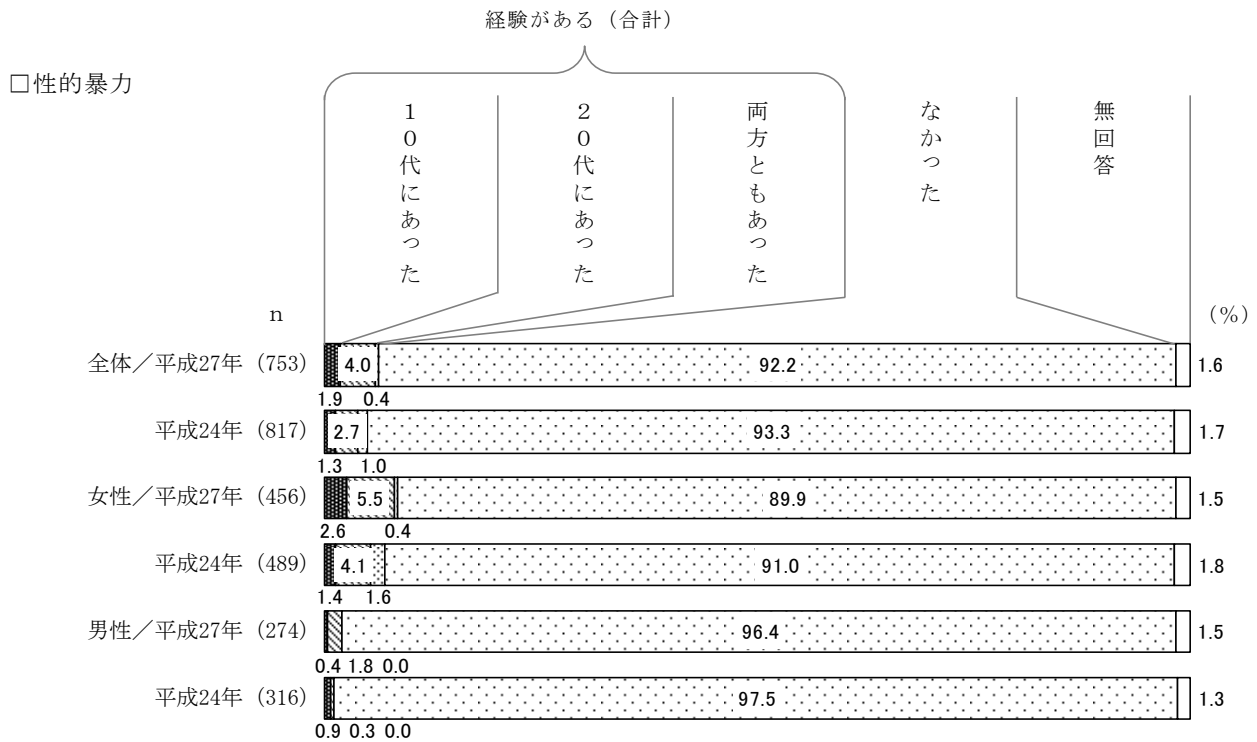 経験がある（合計）
□性的暴力
10代にあった
20代にあった
両方ともあった
なかった
無回答
n
（%）
全体／平成27年（753） 4.0 92.2 1.6
1.9 0.4
平成24年（817） 2.7 93.3 1.7
1.3 1.0
女性／平成27年（456） 5.5 89.9 1.5
2.6 0.4
平成24年（489） 4.1 91.0 1.8
1.4 1.6
男性／平成27年（274） 96.4 1.5
0.4 1.8 0.0
平成24年（316） 97.5 1.3
0.9 0.3 0.0